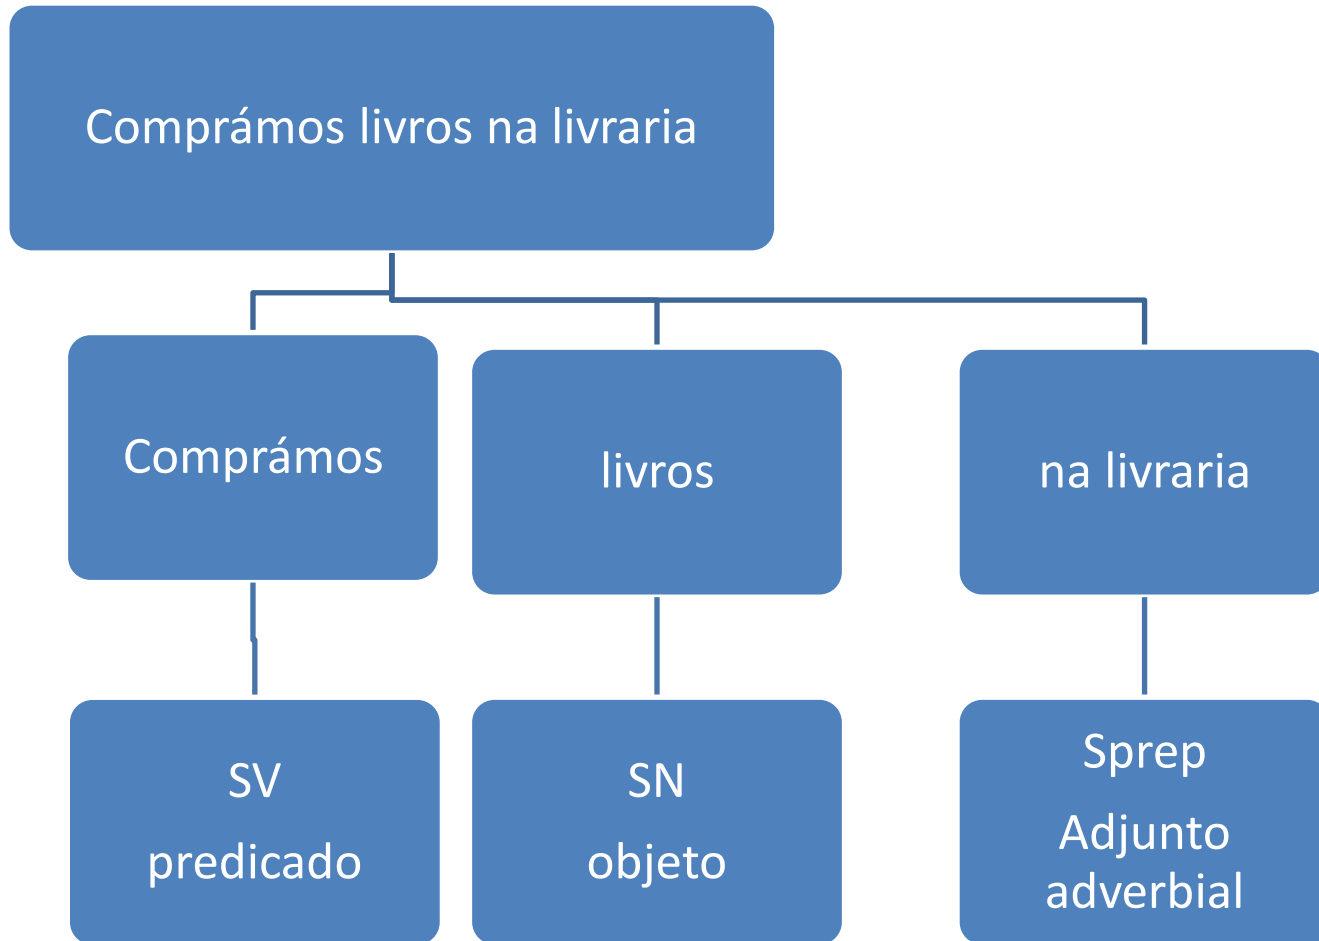 Comprámos livros na livraria
Comprámos
livros
na livraria
SV
predicado
SN
objeto
Sprep
Adjunto
adverbial